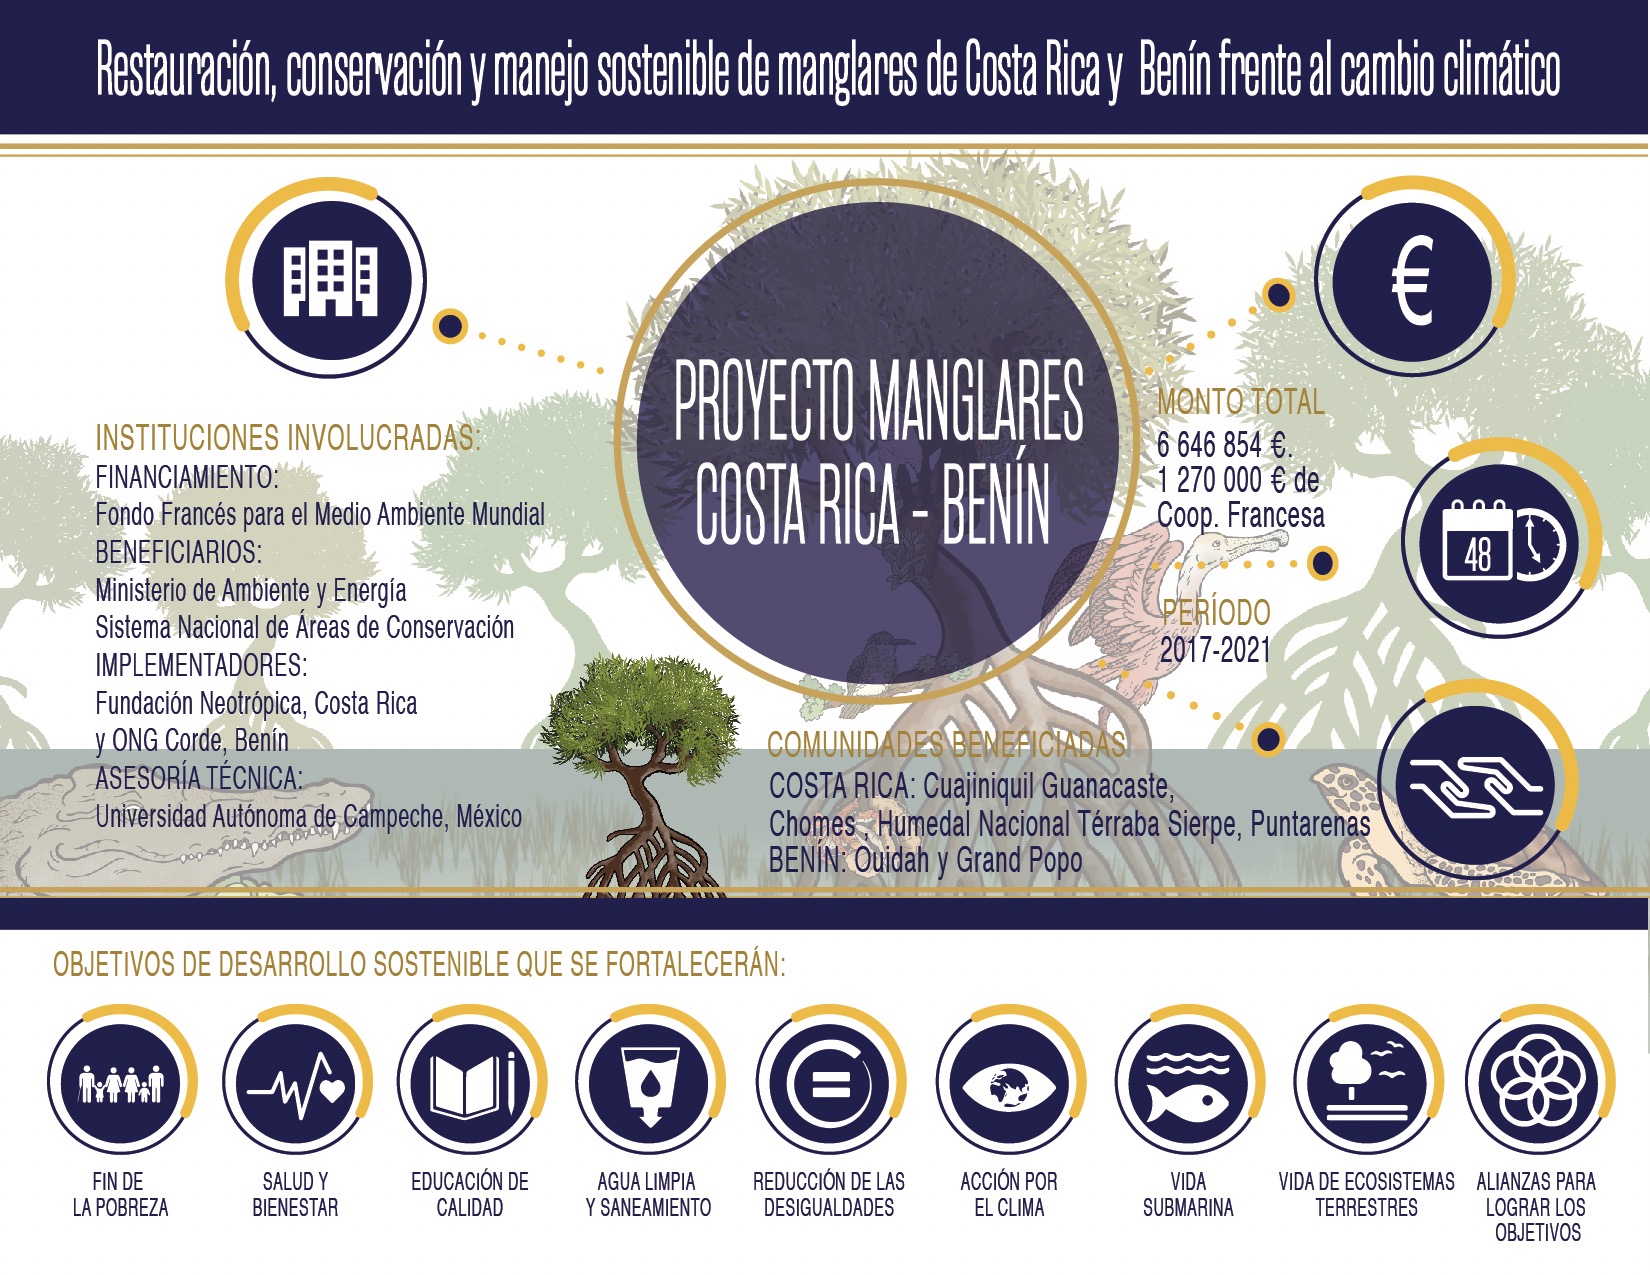 Restauración, conservación y manejo sostenible de manglares de Costa Rica y Benín frente al cambio climático
PROYECTO MANGLARES
COSTA RICA - BENÍN
INSTITUCIONES INVOLUCRADAS:
FINANCIAMIENTO:
Fondo Francés para el Medio Ambiente Mundial
BENEFICIARIOS:
Ministerio de Ambiente y Energía
Sistema Nacional de Áreas de Conservación
IMPLEMENTADORES:
Fundación Neotrópica, Costa Rica
y ONG Corde, Benín
ASESORÍA TÉCNICA:
Universidad Autónoma de Campeche, México
€
MONTO TOTAL
6 646 854 €.
1 270 000 € de
Coop. Francesa
48
PERÍODO
2017-2021
COMUNIDADES BENEFICIADAS
COSTA RICA: Cuajiniquil Guanacaste,
Chomes , Humedal Nacional Térraba Sierpe, Puntarenas
BENÍN: Ouidah y Grand Popo
OBJETIVOS DE DESARROLLO SOSTENIBLE QUE SE FORTALECERÁN:
FIN DE
LA POBREZA
SALUD Y
BIENESTAR
EDUCACIÓN DE
CALIDAD
AGUA LIMPIA
Y SANEAMIENTO
REDUCCIÓN DE LAS
DESIGUALDADES
ACCIÓN POR
EL CLIMA
VIDA
SUBMARINA
VIDA DE ECOSISTEMAS
TERRESTRES
ALIANZAS PARA
LOGRAR LOS
OBJETIVOS